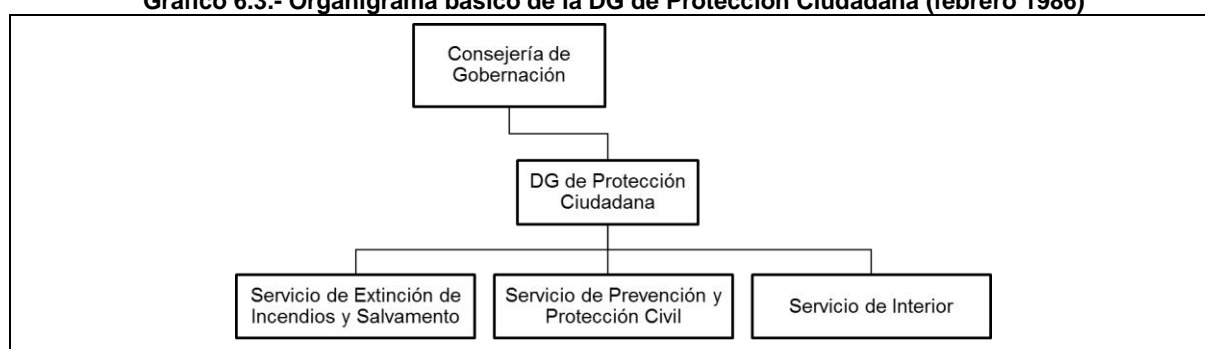 Gráfico 6.3.- Organigrama básico de la DG de Protección Ciudadana (febrero 1986)
Consejería de
Gobernación
DG de Protección
Ciudadana
Servicio de Extinción de
Incendios y Salvamento
Servicio de Prevención y
Protección Civil
Servicio de Interior